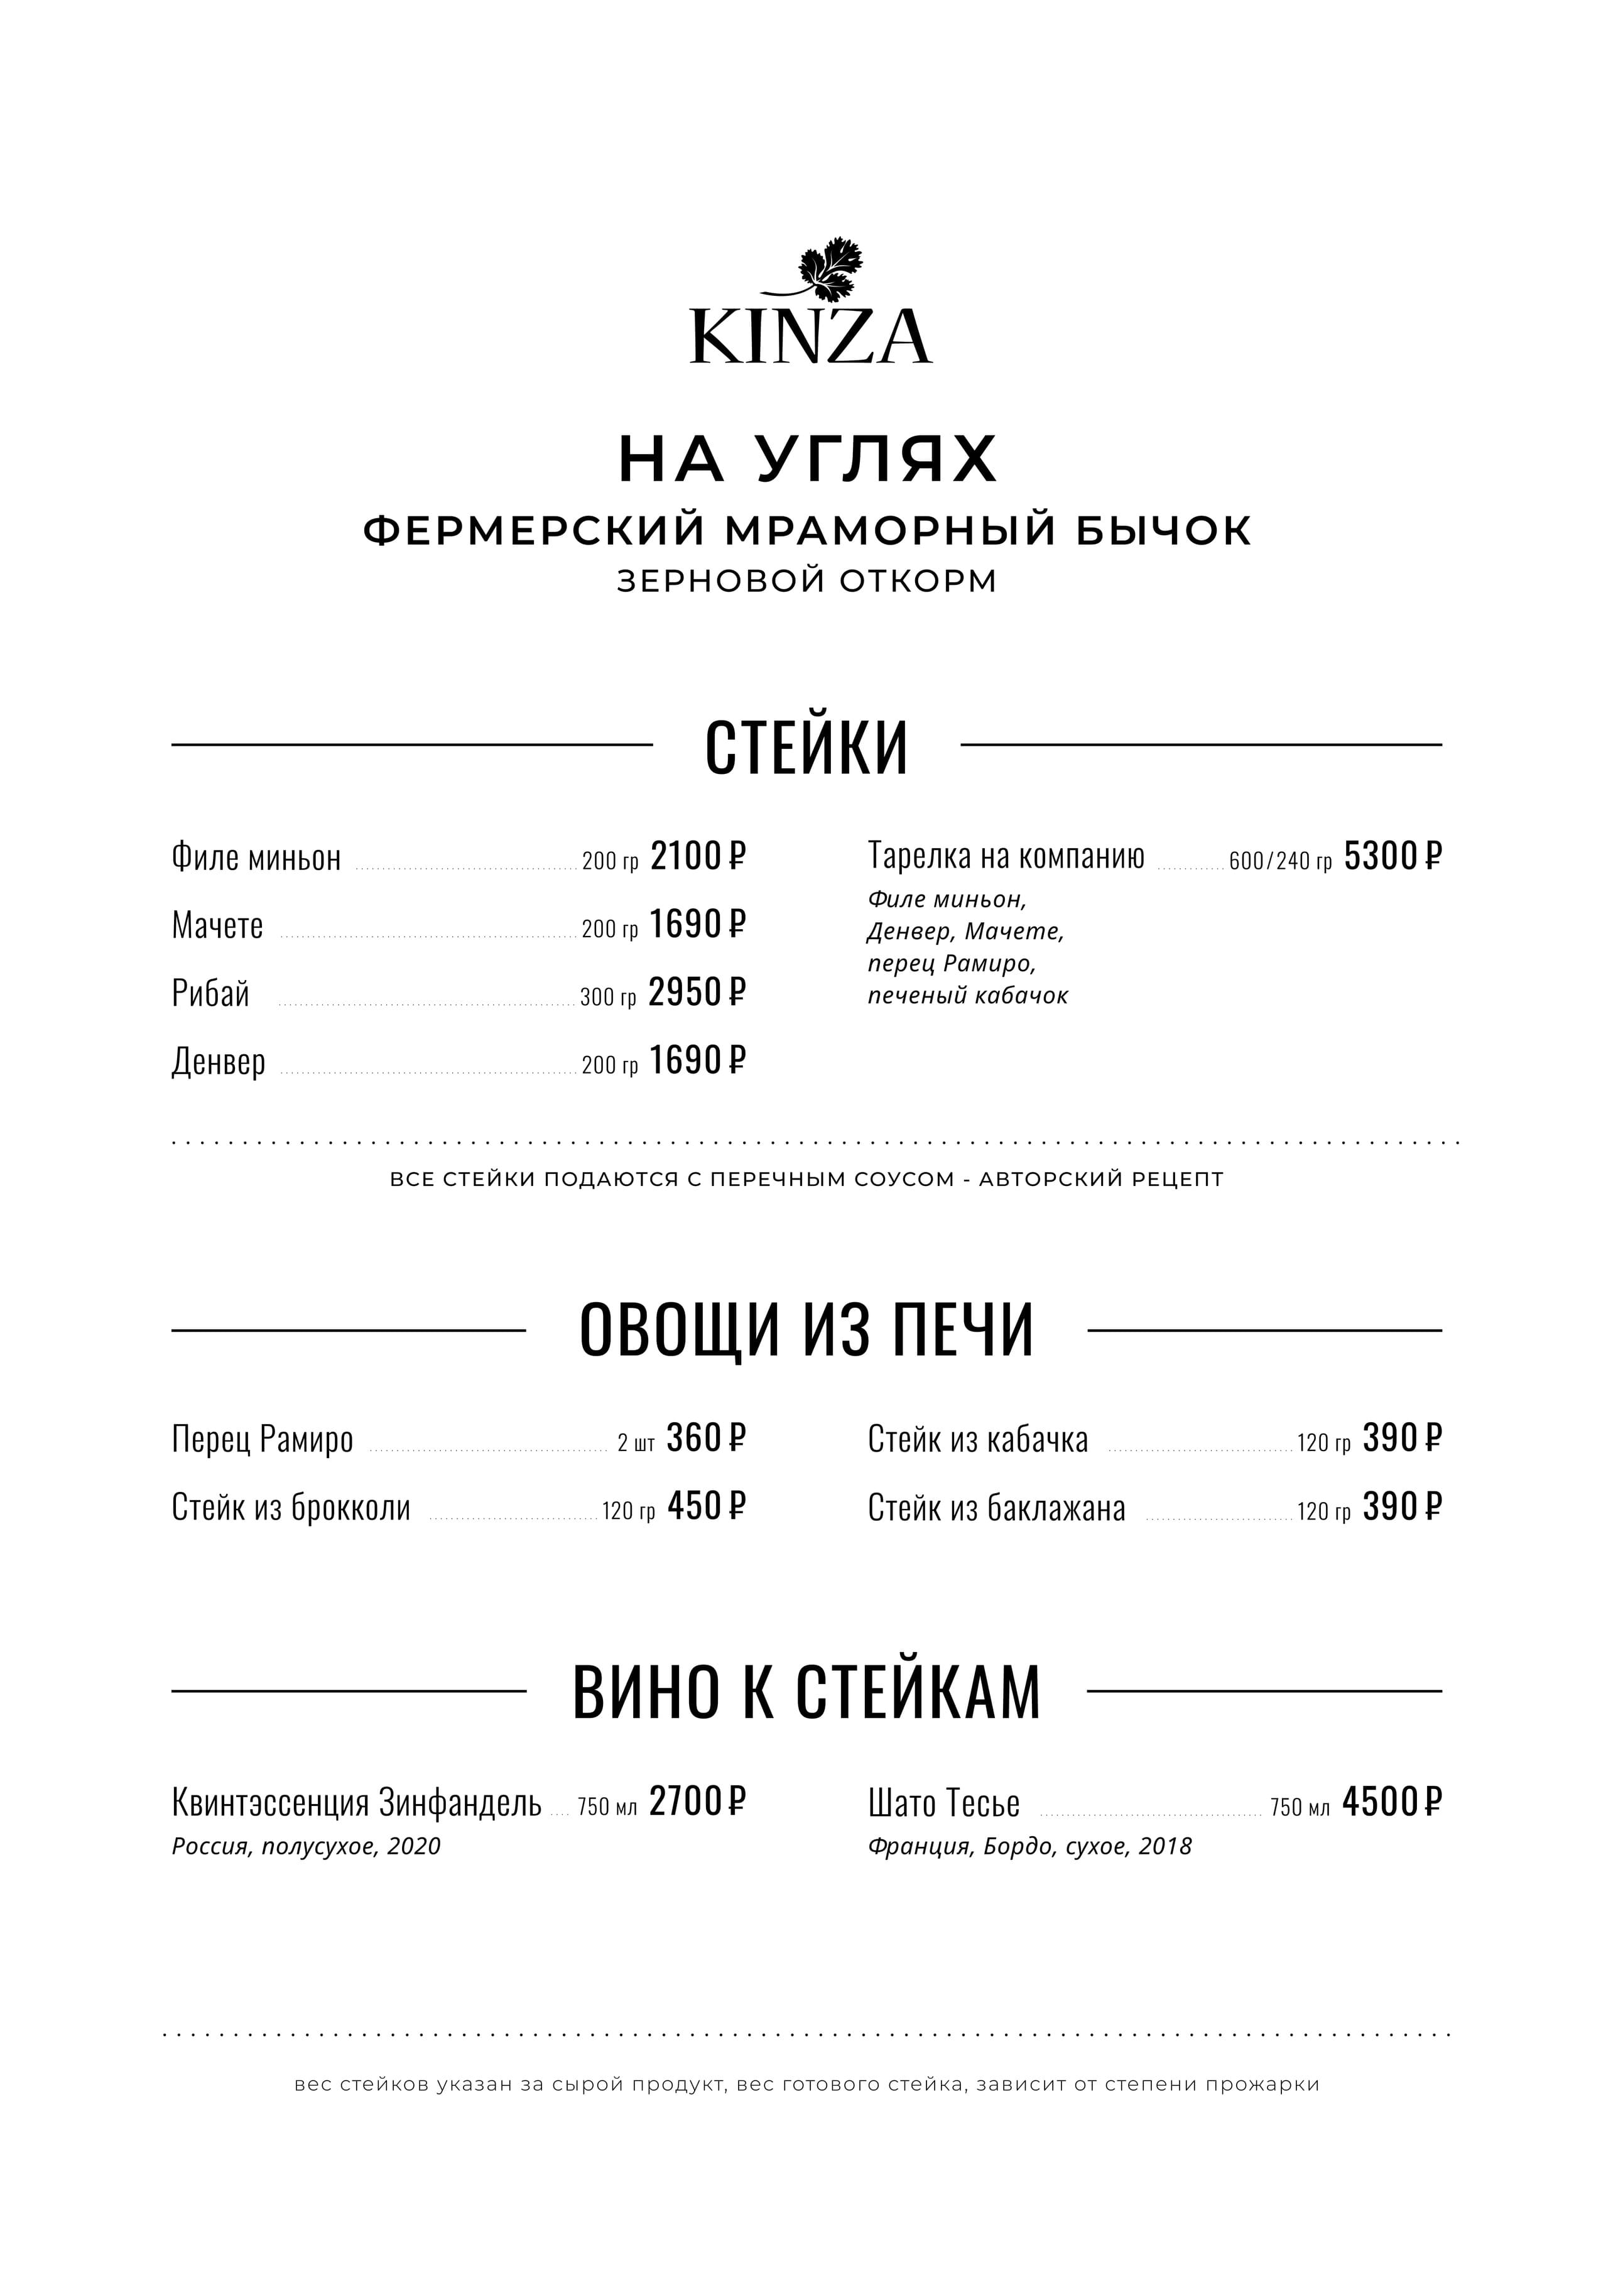 KINZA
НА УГЛЯХ
ФЕРМЕРСКИЙ МРАМОРНЫЙ БЫЧОК
ЗЕРНОВОЙ ОТКОРМ
СТЕЙКИ
Филе миньон 200 гр 2100 ₽
Мачете 200 гр 1690 ₽
Рибай 300 гр 2950 ₽
Денвер 200 гр 1690 ₽
Тарелка на компанию 600/240 гр 5300 ₽
Филе миньон,
Денвер, Мачете,
перец Рамиро,
печеный кабачок
ВСЕ СТЕЙКИ ПОДАЮТСЯ С ПЕРЕЧНЫМ СОУСОМ - АВТОРСКИЙ РЕЦЕПТ
ОВОЩИ ИЗ ПЕЧИ
Перец Рамиро 2 шт 360 ₽
Стейк из брокколи 120 гр 450 ₽
Стейк из кабачка 120 гр 390 ₽
Стейк из баклажана 120 гр 390 ₽
ВИНО К СТЕЙКАМ
Квинтэссенция Зинфандель 750 мл 2700 ₽
Россия, полусухое, 2020
Шато Тесье 750 мл 4500 ₽
Франция, Бордо, сухое, 2018
вес стейков указан за сырой продукт, вес готового стейка, зависит от степени прожарки